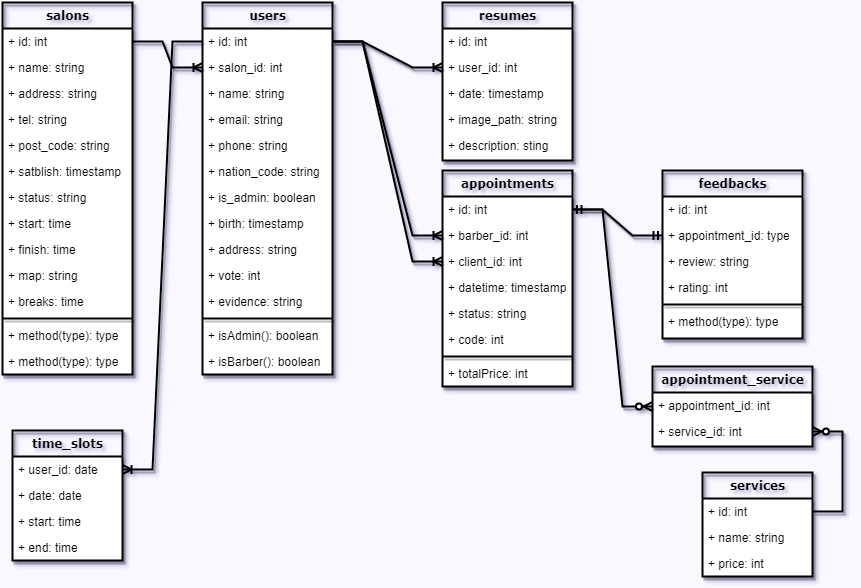 salons
+ id: int
+ name: string
+ address: string
+ tel: string
+ post_code: string
+ satblish: timestamp
+ status: string
+ start: time
+ finish: time
+ map: string
+ breaks: time
+ method(type): type
+ method(type): type
users
+ id: int
+ salon_id: int
+ name: string
+ email: string
+ phone: string
+ nation_code: string
+ is_admin: boolean
+ birth: timestamp
+ address: string
+ vote: int
+ evidence: string
+ isAdmin(): boolean
+ isBarber(): boolean
resumes
+ id: int
+ user_id: int
+ date: timestamp
+ image_path: string
+ description: sting
appointments
+ id: int
+ barber_id: int
+ client_id: int
+ datetime: timestamp
+ status: string
+ code: int
+ totalPrice: int
feedbacks
+ id: int
+ appointment_id: type
+ review: string
+ rating: int
+ method(type): type
appointment_service
+ appointment_id: int
+ service_id: int
time_slots
+ user_id: date
+ date: date
+ start: time
+ end: time
services
+ id: int
+ name: string
+ price: int